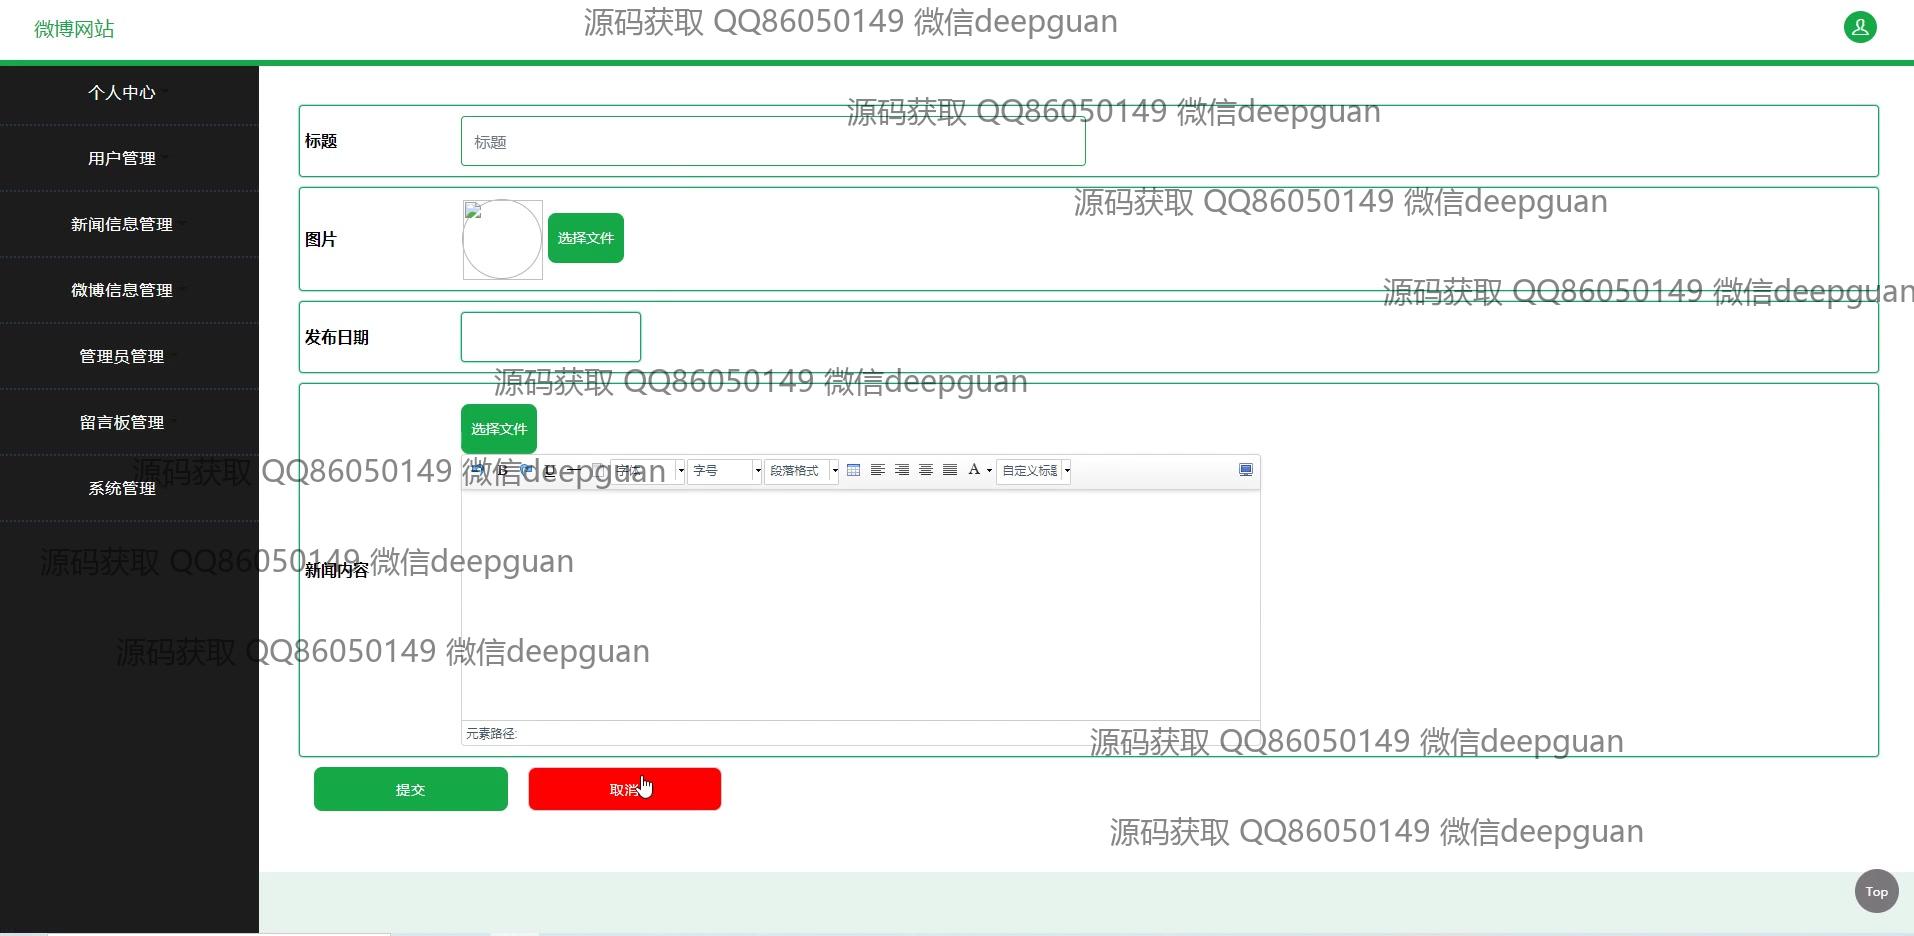 微博网站
源码获取 QQ86050149 微信deepguan
个人中心
用户管理
新闻信息管理
微博信息管理
管理员管理
留言板管理
系统管理
源码获取 QQ86050149 微信deepguan
标题
标题
源码获取 QQ86050149 微信deepguan
图片
选择文件
源码获取 QQ86050149 微信deepguan
发布日期
源码获取 QQ86050149 微信deepguan
选择文件
源码获取 QQ86050149 微信deepguan
B U 字体 字号 段落格式 A 自定义标题
源码获取 QQ86050149 微信deepguan
新闻内容
源码获取 QQ86050149 微信deepguan
元素路径:
源码获取 QQ86050149 微信deepguan
提交
取消
源码获取 QQ86050149 微信deepguan
Top